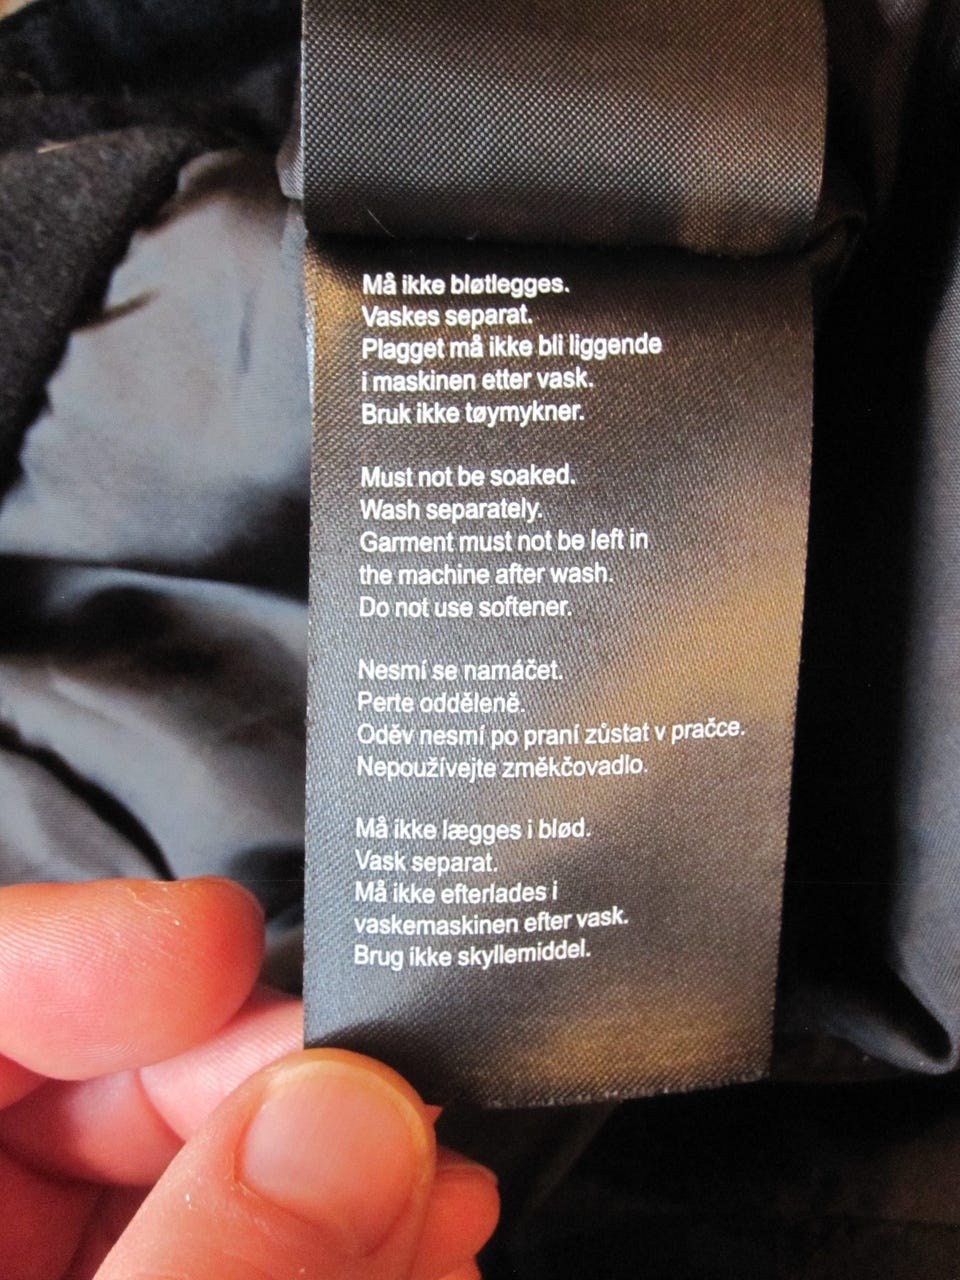 Må ikke bløtlegges.
Vaskes separat.
Plagget må ikke bli liggende
i maskinen etter vask.
Bruk ikke tøymykner.
Must not be soaked.
Wash separately.
Garment must not be left in
the machine after wash.
Do not use softener.
Nesmí se namáčet.
Perte odděleně.
Oděv nesmí po praní zůstat v pračce.
Nepoužívejte změkčovadlo.
Må ikke lægges i blød.
Vask separat.
Må ikke efterlades i
vaskemaskinen efter vask.
Brug ikke skyllemiddel.